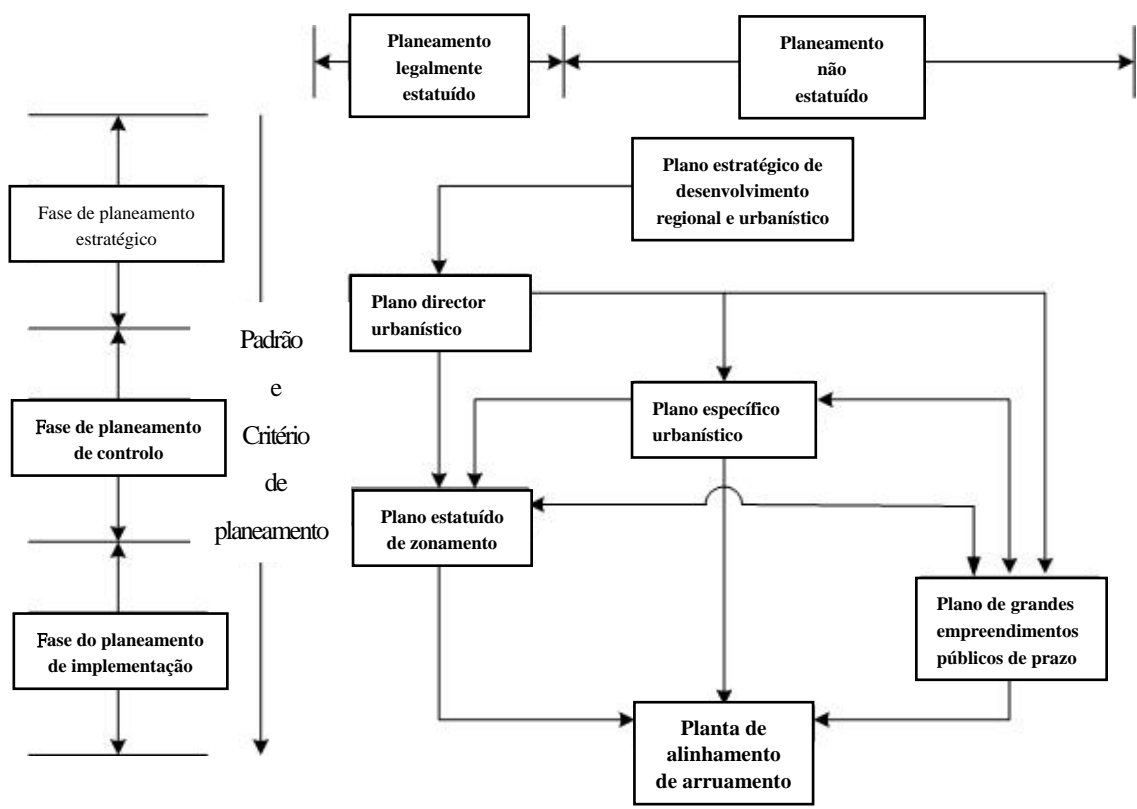 Planeamento
legalmente
estatuído
Planeamento
não
estatuído
Plano estratégico de
desenvolvimento
regional e urbanístico
Fase de planeamento
estratégico
Plano director
urbanístico
Padrão
e
Critério
de
planeamento
Plano específico
urbanístico
Fase de planeamento
de controlo
Plano estatuído
de zonamento
Plano de grandes
empreendimentos
públicos de prazo
Fase do planeamento
de implementação
Planta de
alinhamento
de arruamento